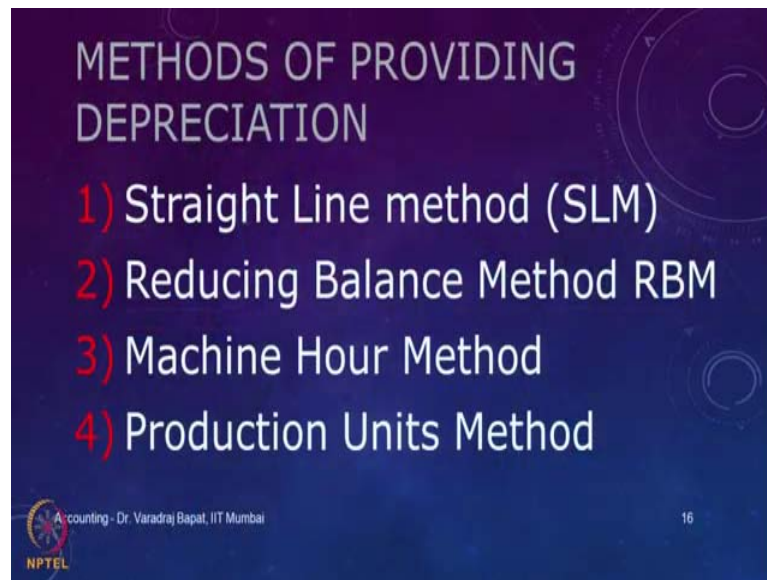 METHODS OF PROVIDING
DEPRECIATION
1) Straight Line method (SLM)
2) Reducing Balance Method RBM
3) Machine Hour Method
4) Production Units Method
Accounting - Dr. Varadraj Bapat, IIT Mumbai
16
NPTEL